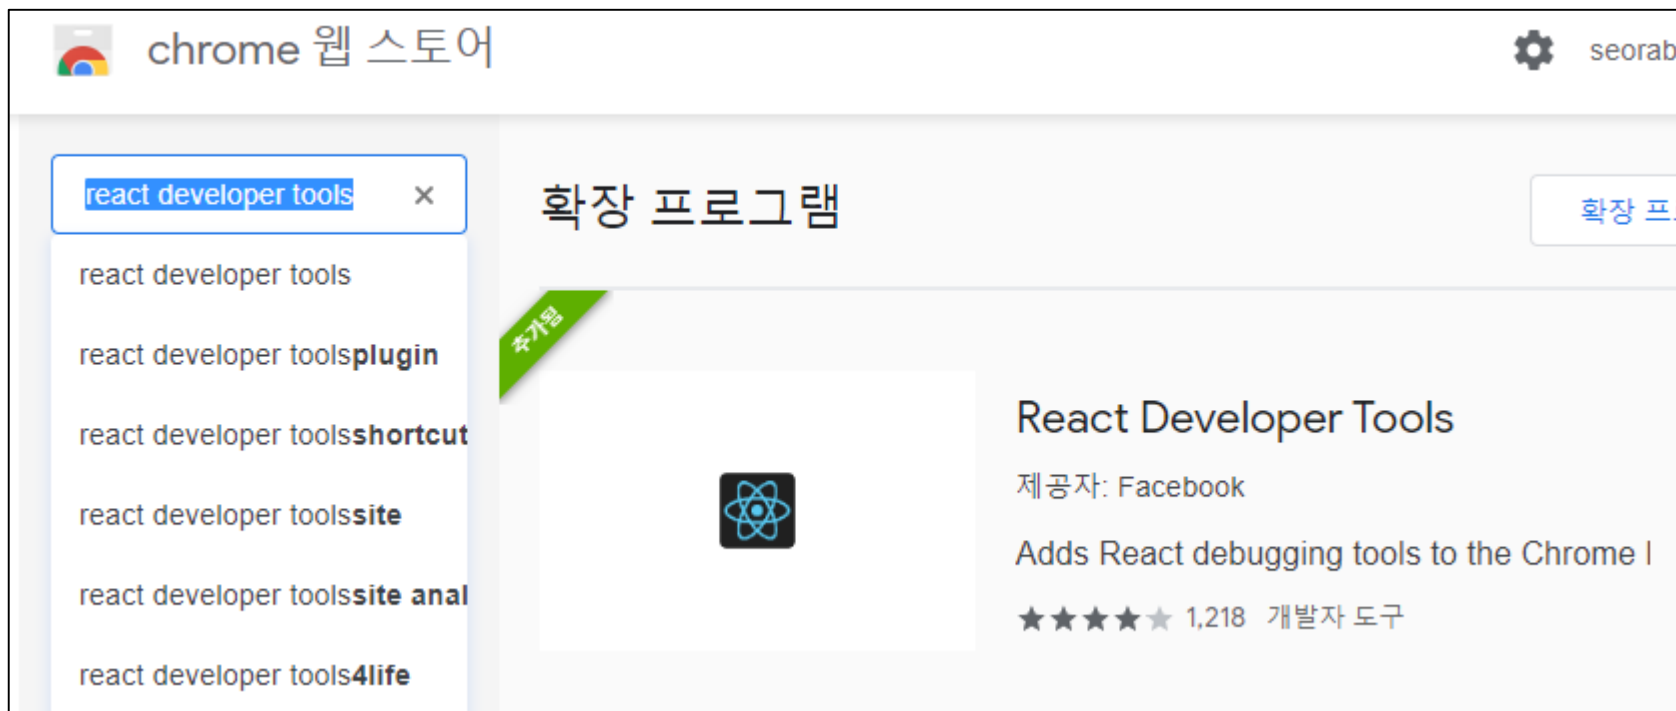 chrome 웹 스토어
seorab
react developer tools
react developer tools
react developer toolsplugin
react developer toolsshortcut
react developer toolssite
react developer toolssite anal
react developer tools4life
확장 프로그램
확장 프
추가됨
React Developer Tools
제공자: Facebook
Adds React debugging tools to the Chrome
1,218 개발자 도구